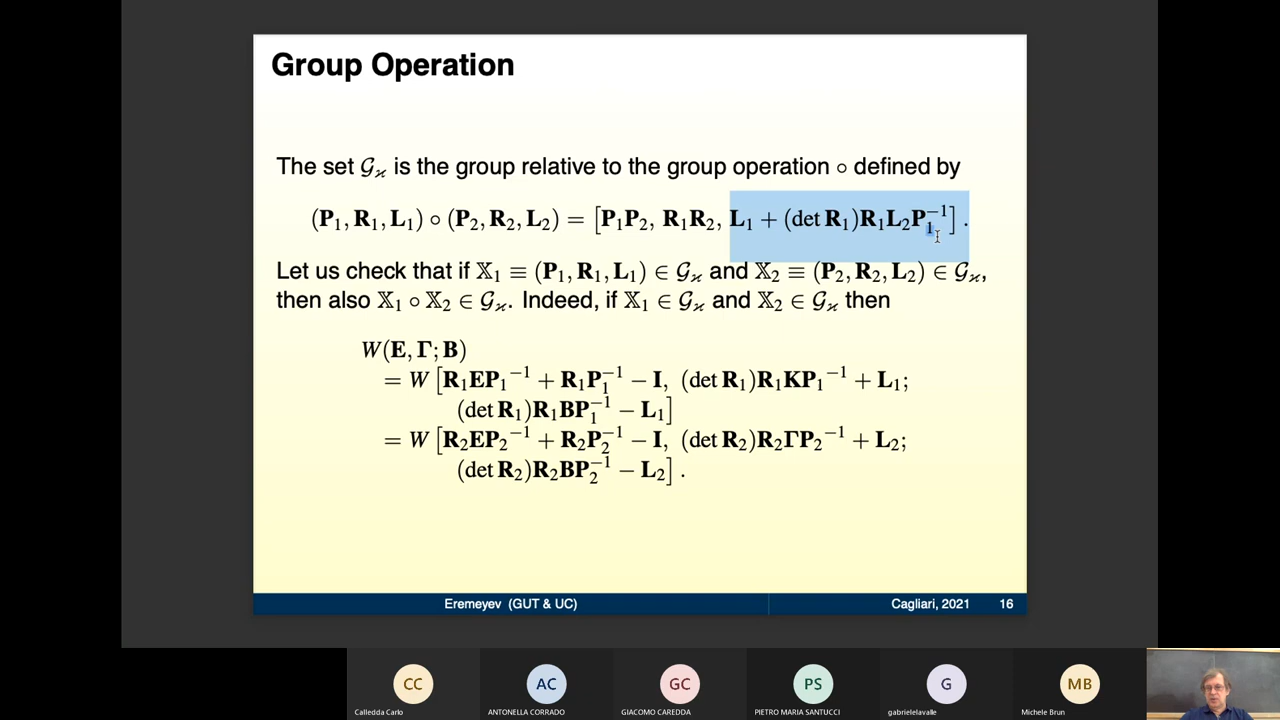 Group Operation
The set 𝒢ϰ is the group relative to the group operation ∘ defined by
(P₁, R₁, L₁) ∘ (P₂, R₂, L₂) = [P₁P₂, R₁R₂, L₁ + (det R₁)R₁L₂P₁⁻¹] .
Let us check that if 𝕏₁ ≡ (P₁, R₁, L₁) ∈ 𝒢ϰ and 𝕏₂ ≡ (P₂, R₂, L₂) ∈ 𝒢ϰ,
then also 𝕏₁ ∘ 𝕏₂ ∈ 𝒢ϰ. Indeed, if 𝕏₁ ∈ 𝒢ϰ and 𝕏₂ ∈ 𝒢ϰ then
W(E, Γ; B)
= W [R₁EP₁⁻¹ + R₁P₁⁻¹ − I, (det R₁)R₁KP₁⁻¹ + L₁;
(det R₁)R₁BP₁⁻¹ − L₁]
= W [R₂EP₂⁻¹ + R₂P₂⁻¹ − I, (det R₂)R₂ΓP₂⁻¹ + L₂;
(det R₂)R₂BP₂⁻¹ − L₂] .
Eremeyev (GUT & UC) Cagliari, 2021 16
CC AC GC PS G MB
Calledda Carlo ANTONELLA CORRADO GIACOMO CAREDDA PIETRO MARIA SANTUCCI gabrielelavalle Michele Brun